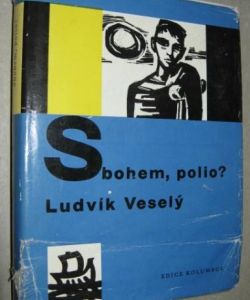 Sbohem, polio?
Ludvík Veselý
EDICE KOLUMBUS